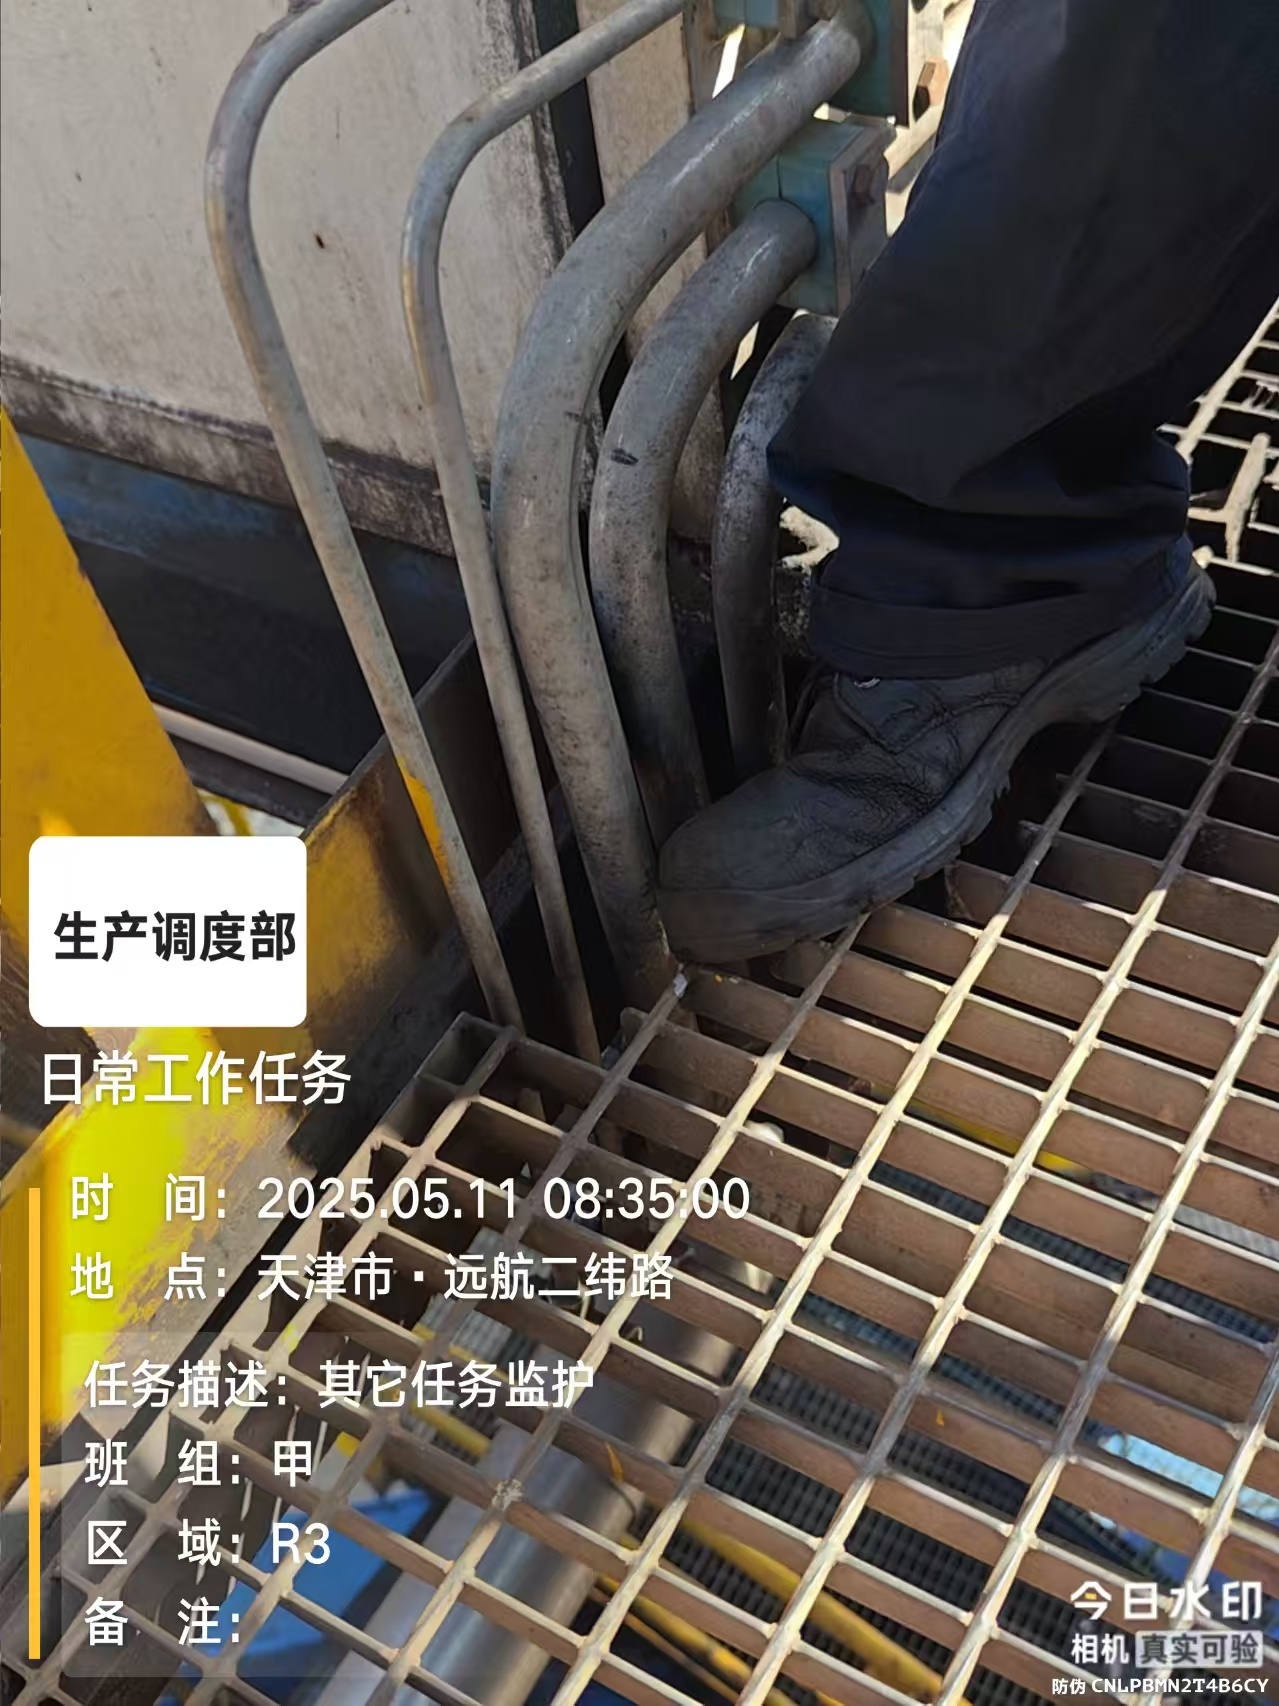 生产调度部
日常工作任务
时 间：2025.05.11 08:35:00
地 点：天津市·远航二纬路
任务描述：其它任务监护
班 组：甲
区 域：R3
备 注：
今日水印
相机 真实可验
防伪 CNLPBMN2T4B6CY